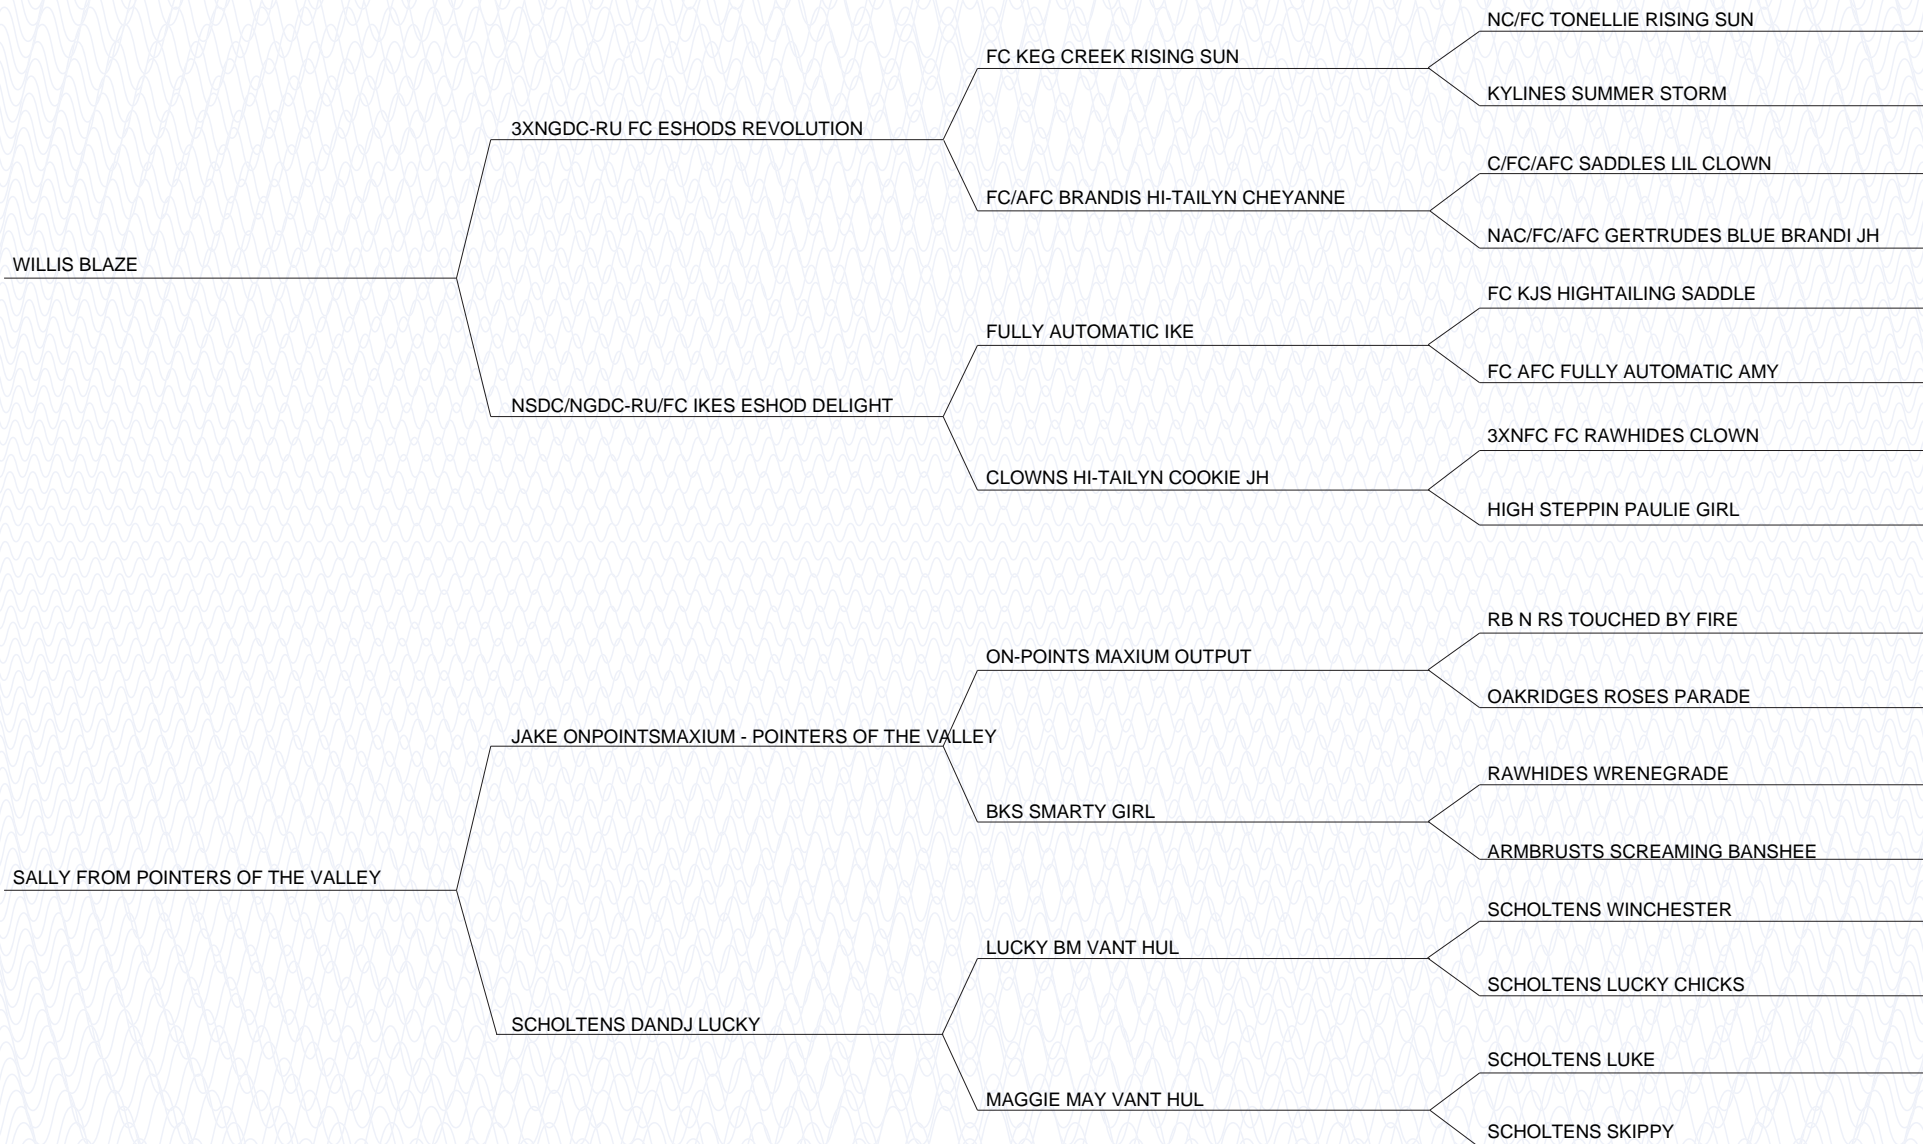 NC/FC TONELLIE RISING SUN
FC KEG CREEK RISING SUN
KYLINES SUMMER STORM
3XNGDC-RU FC ESHODS REVOLUTION
C/FC/AFC SADDLES LIL CLOWN
FC/AFC BRANDIS HI-TAILYN CHEYANNE
NAC/FC/AFC GERTRUDES BLUE BRANDI JH
WILLIS BLAZE
FC KJS HIGHTAILING SADDLE
FULLY AUTOMATIC IKE
FC AFC FULLY AUTOMATIC AMY
NSDC/NGDC-RU/FC IKES ESHOD DELIGHT
3XNFC FC RAWHIDES CLOWN
CLOWNS HI-TAILYN COOKIE JH
HIGH STEPPIN PAULIE GIRL
RB N RS TOUCHED BY FIRE
ON-POINTS MAXIUM OUTPUT
OAKRIDGES ROSES PARADE
JAKE ONPOINTSMAXIUM - POINTERS OF THE VALLEY
RAWHIDES WRENEGRADE
BKS SMARTY GIRL
ARMBRUSTS SCREAMING BANSHEE
SALLY FROM POINTERS OF THE VALLEY
SCHOLTENS WINCHESTER
LUCKY BM VANT HUL
SCHOLTENS LUCKY CHICKS
SCHOLTENS DANDJ LUCKY
SCHOLTENS LUKE
MAGGIE MAY VANT HUL
SCHOLTENS SKIPPY